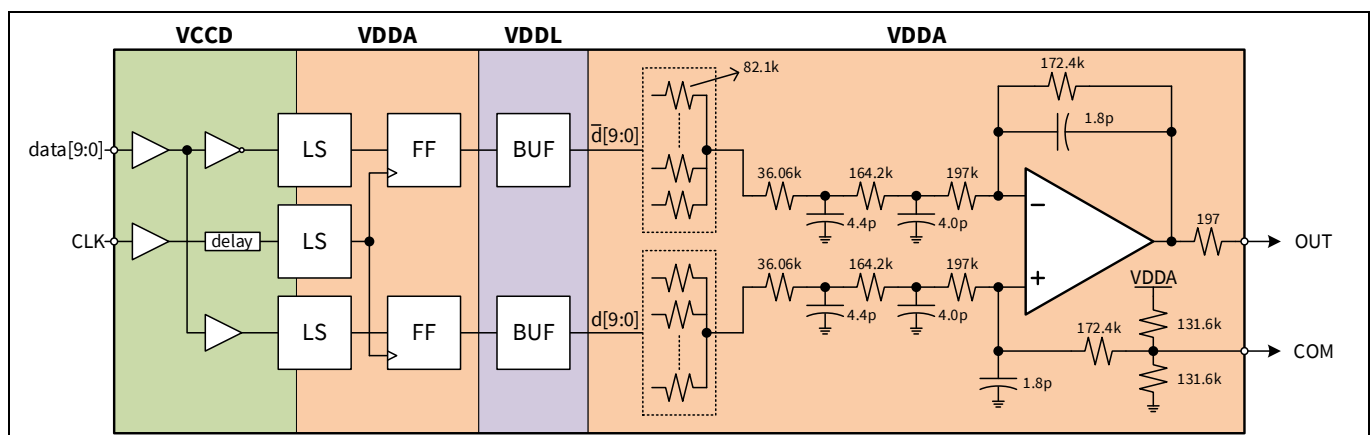 VCCD VDDA VDDL VDDA
82.1k
172.4k
1.8p
data[9:0] LS FF BUF d̅[9:0]
36.06k 164.2k 197k
4.4p 4.0p
−
197
CLK delay LS OUT
36.06k 164.2k 197k
+
VDDA
4.4p 4.0p
LS FF BUF d[9:0]
172.4k 131.6k
COM
1.8p 131.6k